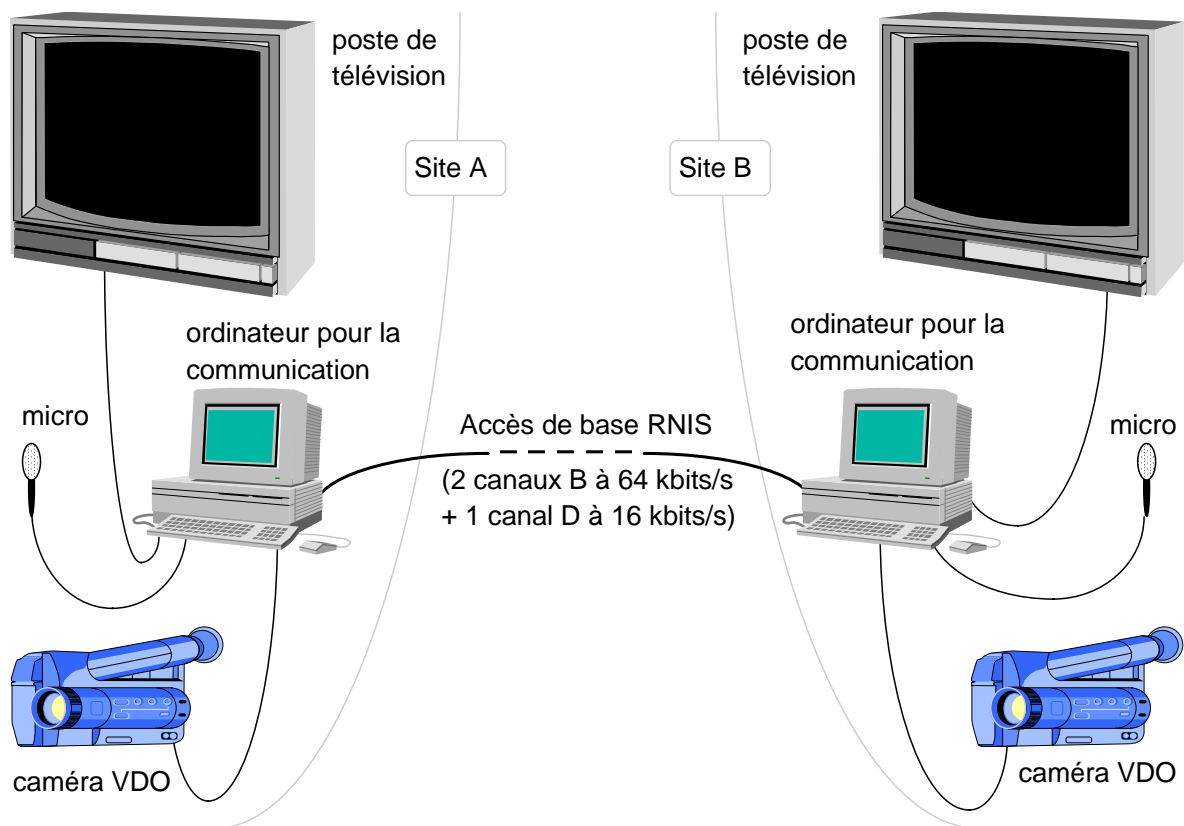 poste de
télévision
poste de
télévision
Site A
Site B
ordinateur pour la
communication
ordinateur pour la
communication
micro
Accès de base RNIS
micro
(2 canaux B à 64 kbits/s
+ 1 canal D à 16 kbits/s)
caméra VDO
caméra VDO